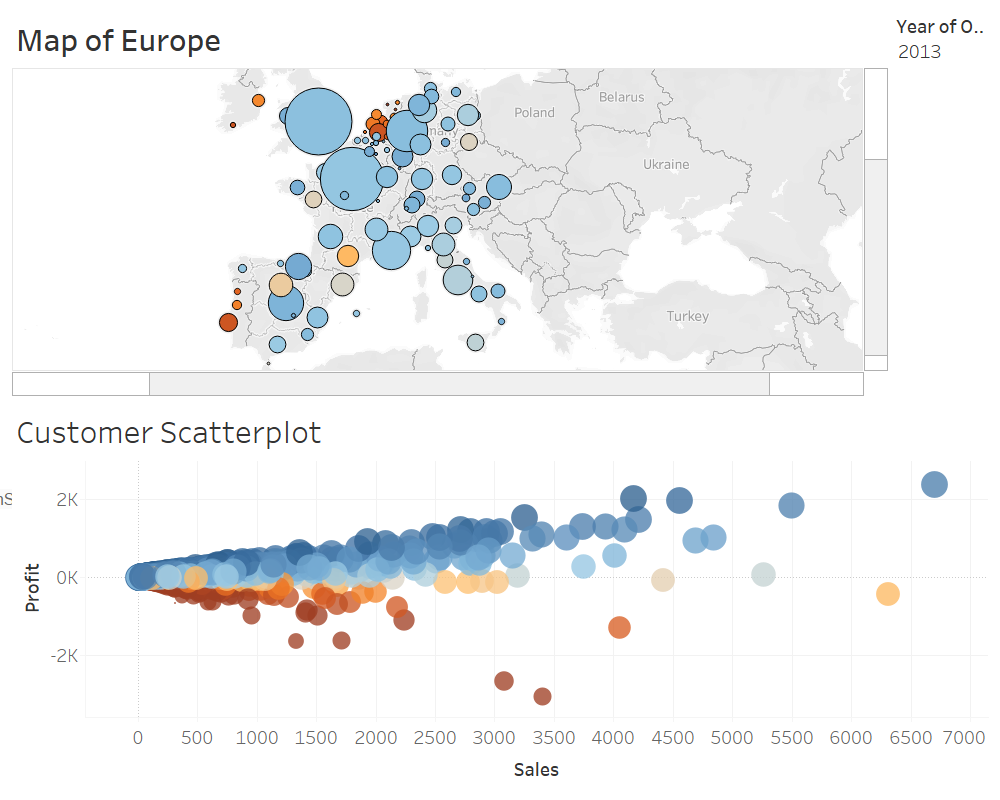 Map of Europe
Year of O..
2013
Poland
Belarus
Ukraine
Turkey
Customer Scatterplot
2K
0K
-2K
Profit
0 500 1000 1500 2000 2500 3000 3500 4000 4500 5000 5500 6000 6500 7000
Sales